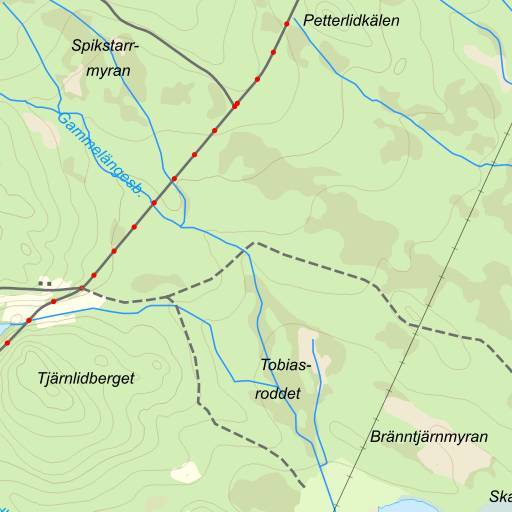 Petterlidkälen
Spikstarr-
myran
Gammelängesb.
Tjärnlidberget
Tobias-
roddet
Bränntjärnmyran
Ska